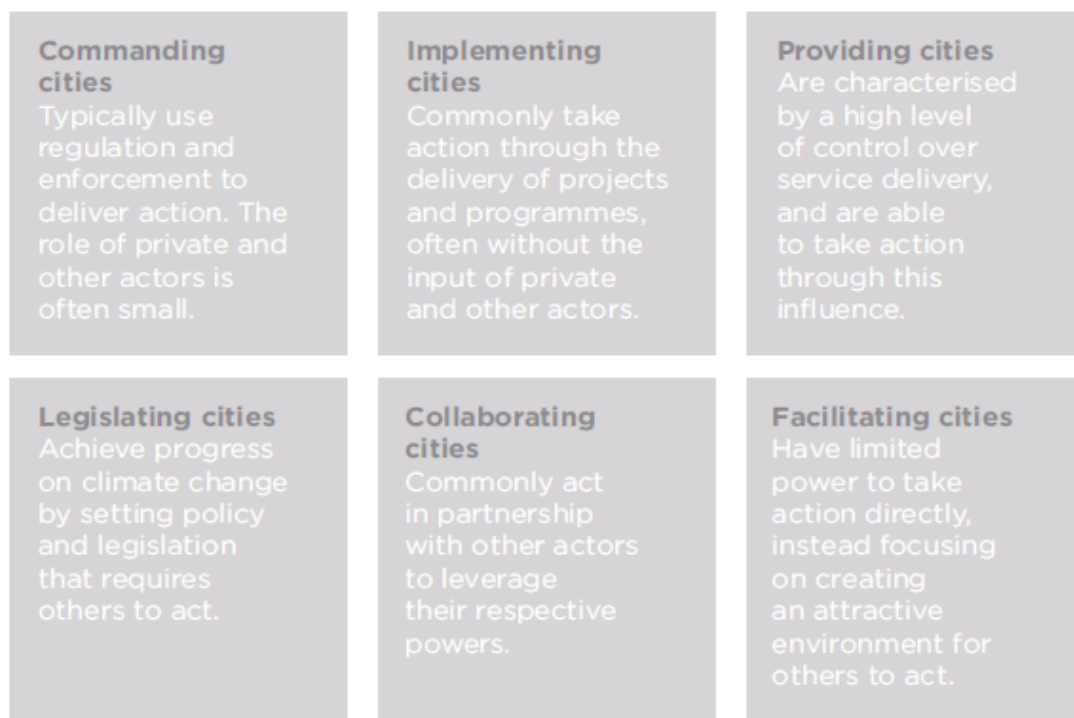 Commanding
cities
Typically use
regulation and
enforcement to
deliver action. The
role of private and
other actors is
often small.
Implementing
cities
Commonly take
action through the
delivery of projects
and programmes,
often without the
input of private
and other actors.
Providing cities
Are characterised
by a high level
of control over
service delivery,
and are able
to take action
through this
influence.
Legislating cities
Achieve progress
on climate change
by setting policy
and legislation
that requires
others to act.
Collaborating
cities
Commonly act
in partnership
with other actors
to leverage
their respective
powers.
Facilitating cities
Have limited
power to take
action directly,
instead focusing
on creating
an attractive
environment for
others to act.